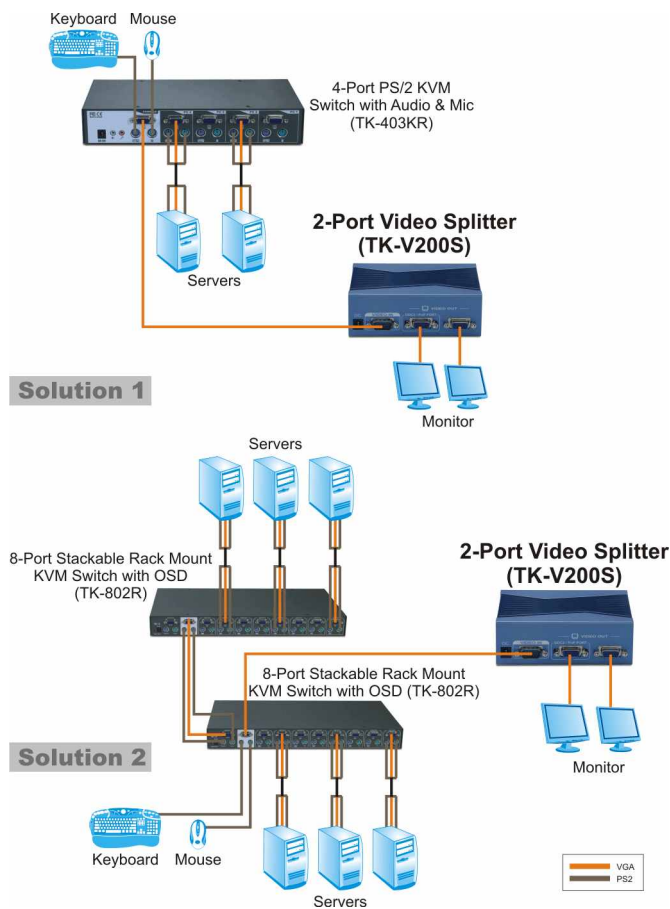 Keyboard Mouse
4-Port PS/2 KVM
Switch with Audio & Mic
(TK-403KR)
2-Port Video Splitter
(TK-V200S)
Servers
Solution 1
Monitor
Servers
8-Port Stackable Rack Mount
KVM Switch with OSD
(TK-802R)
2-Port Video Splitter
(TK-V200S)
8-Port Stackable Rack Mount
KVM Switch with OSD (TK-802R)
Solution 2
Monitor
Keyboard Mouse
Servers
VGA
PS2